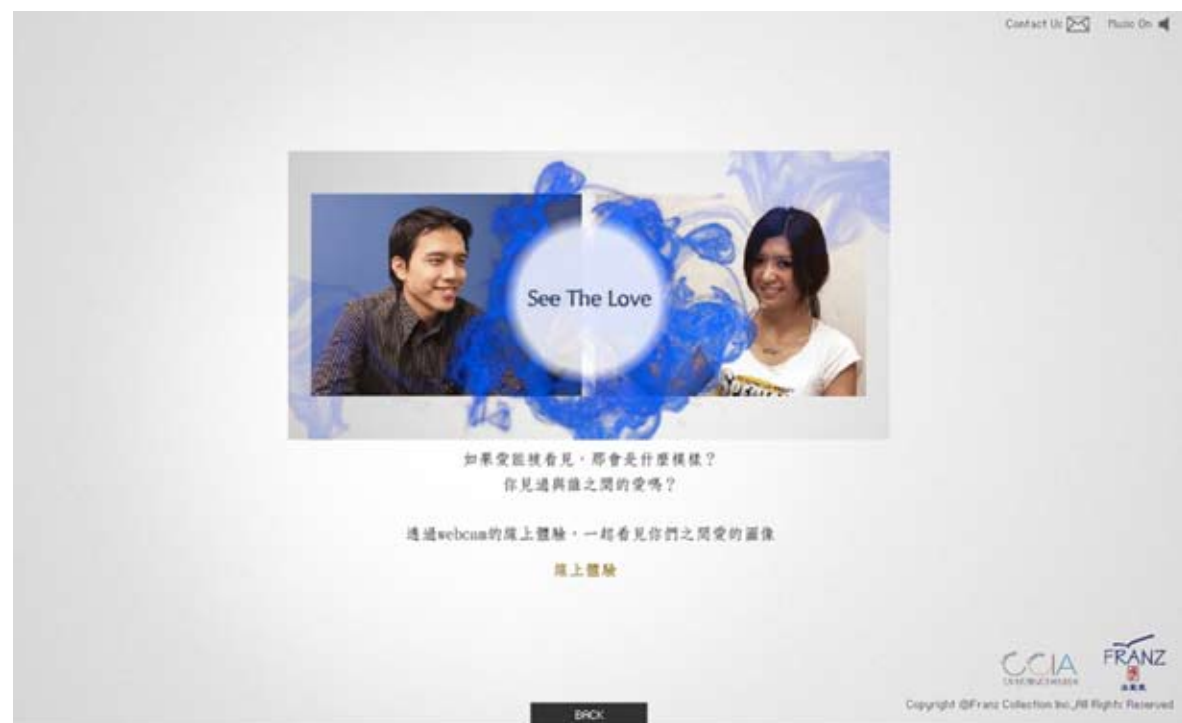 Contact Us
Music On
See The Love
如果愛能被看見，那會是什麼模樣？
你見過與誰之間的愛嗎？
透過webcam的線上體驗，一起看見你們之間愛的圖像
線上體驗
CCIA
FRANZ
法藍瓷
Copyright @Franz Collection Inc.,All Rights Reserved
BACK